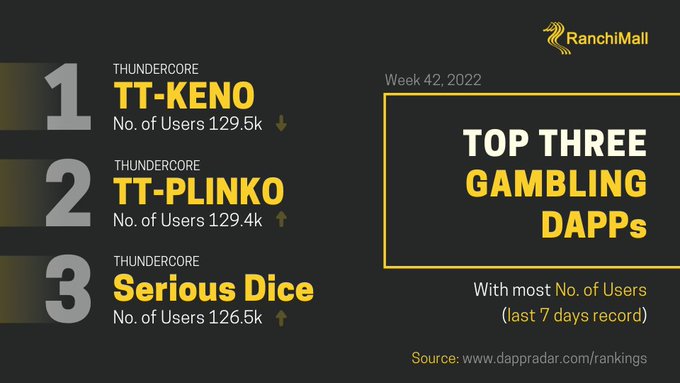 1
THUNDERCORE
TT-KENO
No. of Users 129.5k
2
THUNDERCORE
TT-PLINKO
No. of Users 129.4k
3
THUNDERCORE
Serious Dice
No. of Users 126.5k
RanchiMall
Week 42, 2022
TOP THREE
GAMBLING
DAPPs
With most No. of Users
(last 7 days record)
Source: www.dappradar.com/rankings